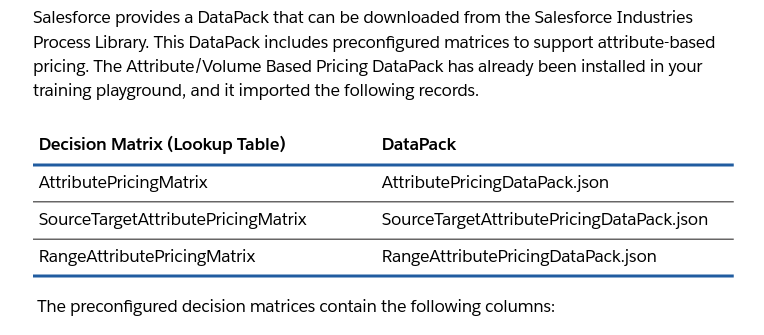 Salesforce provides a DataPack that can be downloaded from the Salesforce Industries
Process Library. This DataPack includes preconfigured matrices to support attribute-based
pricing. The Attribute/Volume Based Pricing DataPack has already been installed in your
training playground, and it imported the following records.
Decision Matrix (Lookup Table) DataPack
AttributePricingMatrix AttributePricingDataPack.json
SourceTargetAttributePricingMatrix SourceTargetAttributePricingDataPack.json
RangeAttributePricingMatrix RangeAttributePricingDataPack.json
The preconfigured decision matrices contain the following columns: